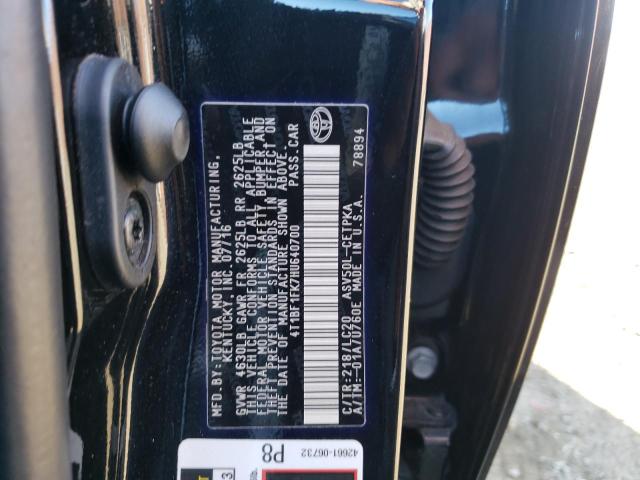 MFD.BY:TOYOTA MOTOR MANUFACTURING,
KENTUCKY, INC. 07/16
GVWR 4630LB GAWR FR 2625LB RR 2625LB
THIS VEHICLE CONFORMS TO ALL APPLICABLE
FEDERAL MOTOR VEHICLE SAFETY, BUMPER, AND
THEFT PREVENTION STANDARDS IN EFFECT ON
THE DATE OF MANUFACTURE SHOWN ABOVE.
4T1BF1FK7HU640700 PASS.CAR
78894
C/TR:218/LC20 ASV50L-CETPKA
A/TM:-01A/U760E MADE IN U.S.A.
42661-06732
P8